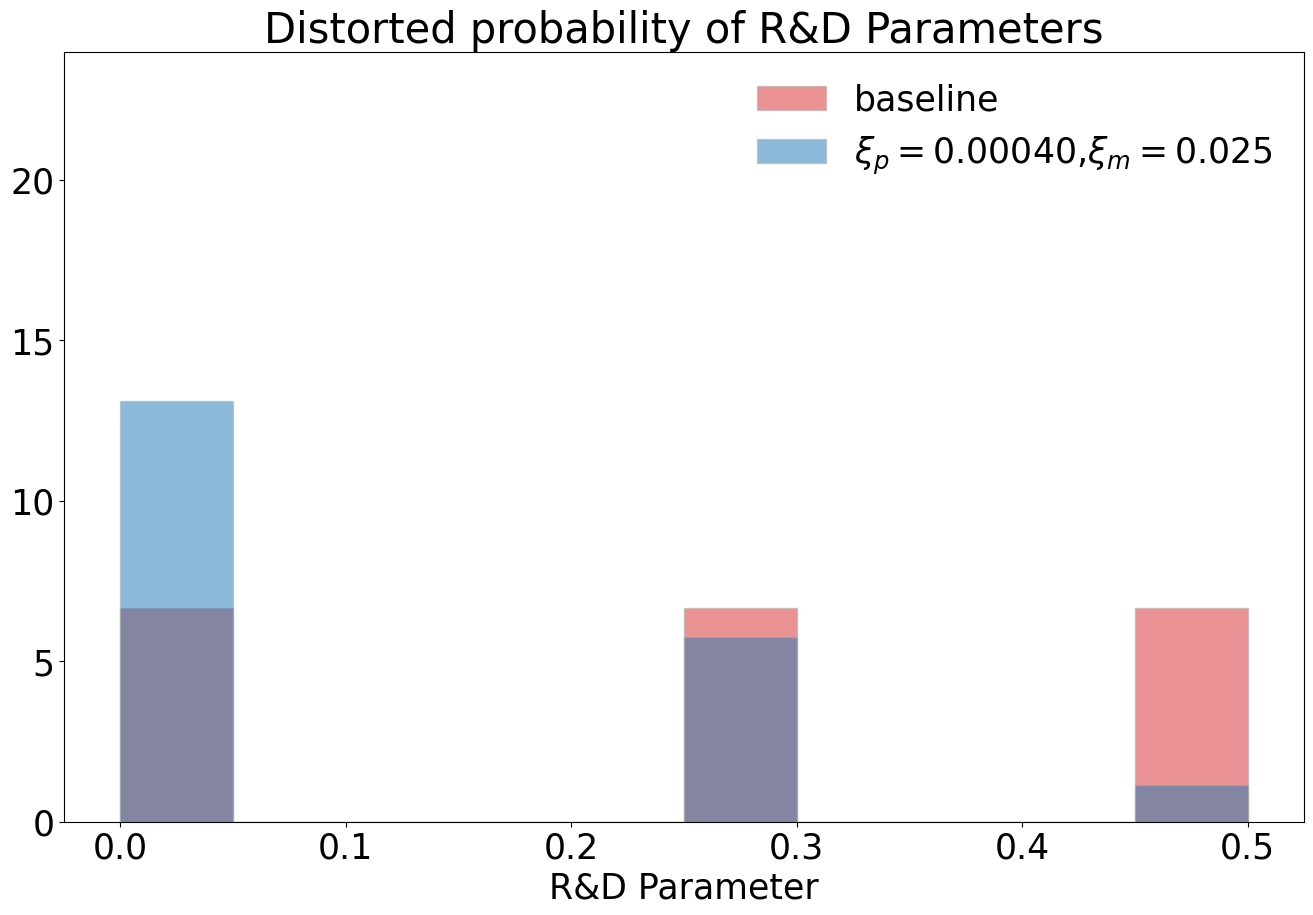 Distorted probability of R&D Parameters
baseline
ξp = 0.00040,ξm = 0.025
20
15
10
5
0
0.0 0.1 0.2 0.3 0.4 0.5
R&D Parameter